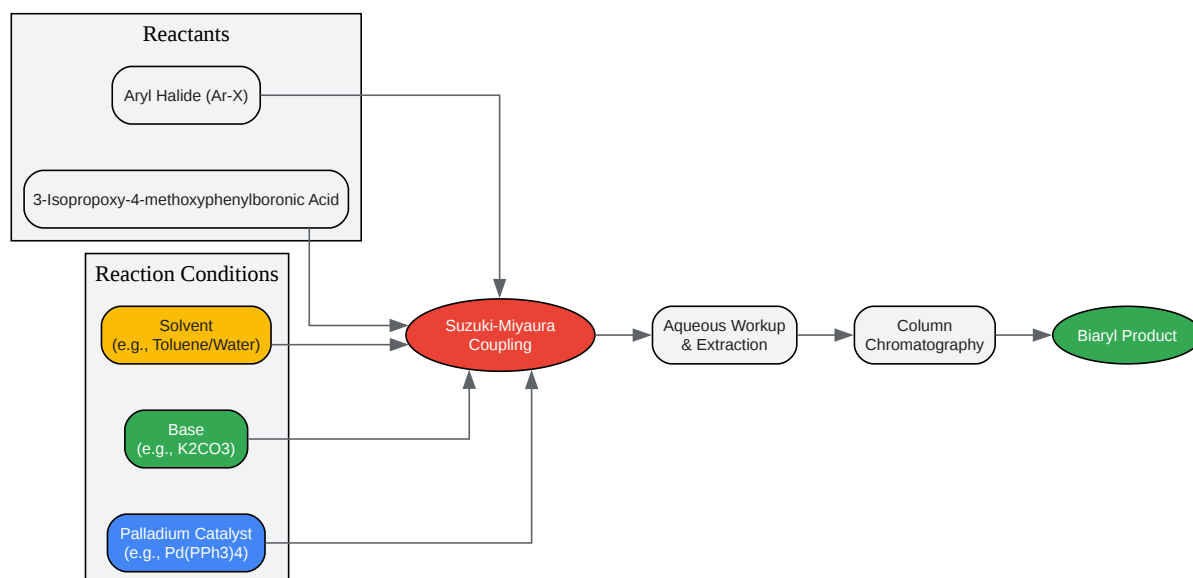 Reactants
Aryl Halide (Ar-X)
3-Isopropoxy-4-methoxyphenylboronic Acid
Reaction Conditions
Solvent
(e.g., Toluene/Water)
Base
(e.g., K2CO3)
Palladium Catalyst
(e.g., Pd(PPh3)4)
Suzuki-Miyaura
Coupling
Aqueous Workup
& Extraction
Column
Chromatography
Biaryl Product